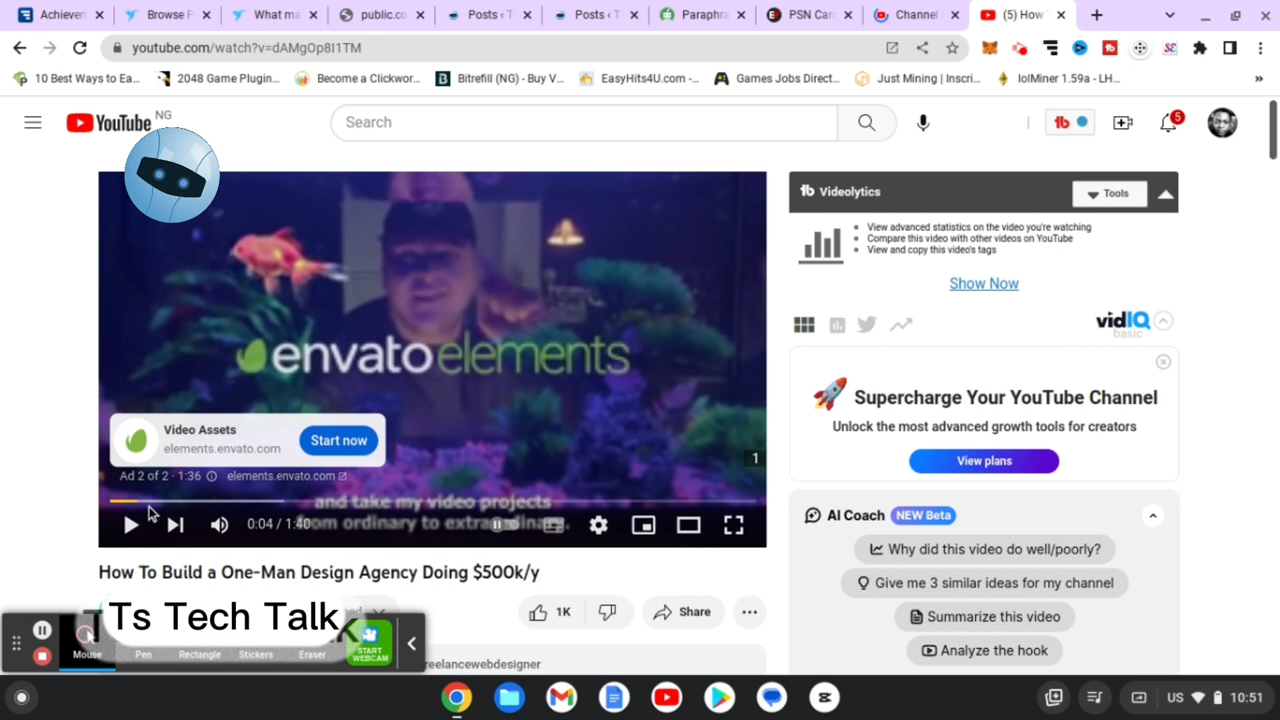 Achieven
Browse F
What ma
public.co
Posts ‹ T
Posts ‹ T
Paraphra
PSN Card
Channel
(5) How
youtube.com/watch?v=dAMgOp8I1TM
10 Best Ways to Ea...
2048 Game Plugin...
Become a Clickwor...
Bitrefill (NG) - Buy V...
EasyHits4U.com -...
Games Jobs Direct...
Just Mining | Inscri...
lolMiner 1.59a - LH...
»
YouTube NG
Search
5
Videolytics
Tools
View advanced statistics on the video you're watching
Compare this video with other videos on YouTube
View and copy this video's tags
Show Now
vidIQ
basic
envato elements
Supercharge Your YouTube Channel
Unlock the most advanced growth tools for creators
View plans
Video Assets
elements.envato.com
Start now
1
Ad 2 of 2 · 1:36
elements.envato.com
and take my video projects
from ordinary to extraordinary.
0:04 / 1:40
AI Coach NEW Beta
Why did this video do well/poorly?
Give me 3 similar ideas for my channel
Summarize this video
Analyze the hook
How To Build a One-Man Design Agency Doing $500k/y
Ts Tech Talk
1K
Share
Mouse
Pen
Rectangle
Stickers
Eraser
START
WEBCAM
freelancewebdesigner
US
10:51